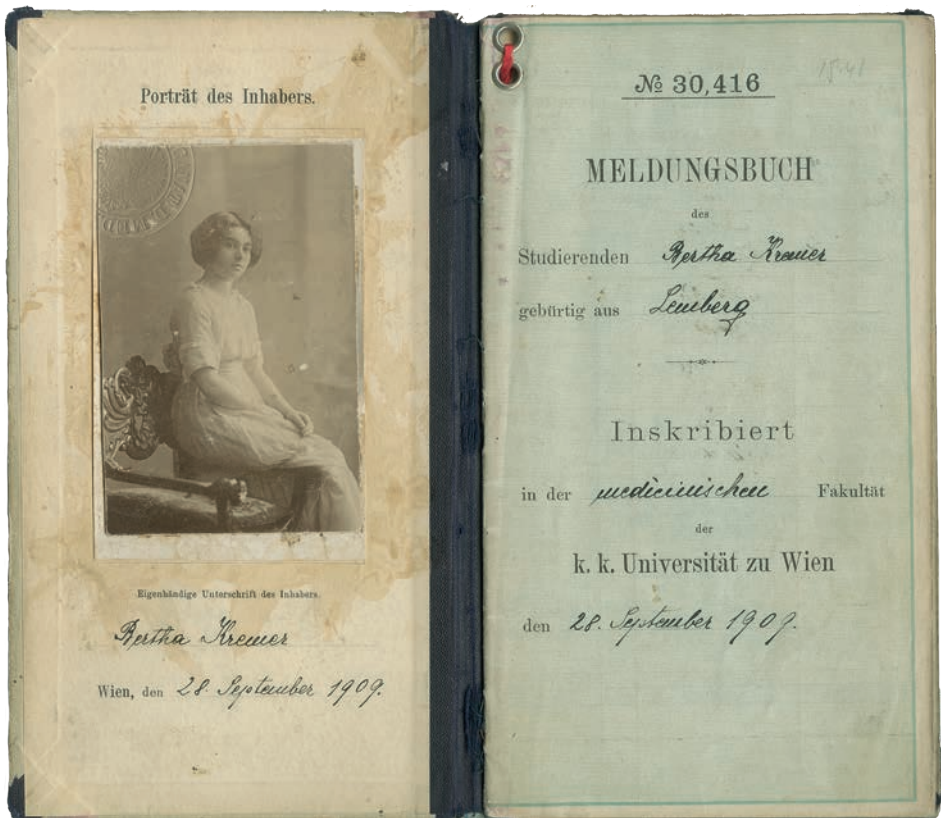 Porträt des Inhabers.
Eigenhändige Unterschrift des Inhabers.
Bertha Kremer
Wien, den 28. September 1909.
№ 30,416
MELDUNGSBUCH
des
Studierenden Bertha Kremer
gebürtig aus Lemberg
Inskribiert
in der medicinischen Fakultät
der
k. k. Universität zu Wien
den 28. September 1909.